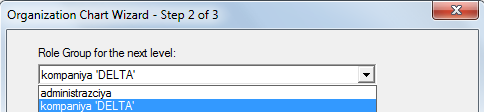 Organization Chart Wizard - Step 2 of 3
Role Group for the next level:
kompaniya 'DELTA'
administrazciya
kompaniya 'DELTA'